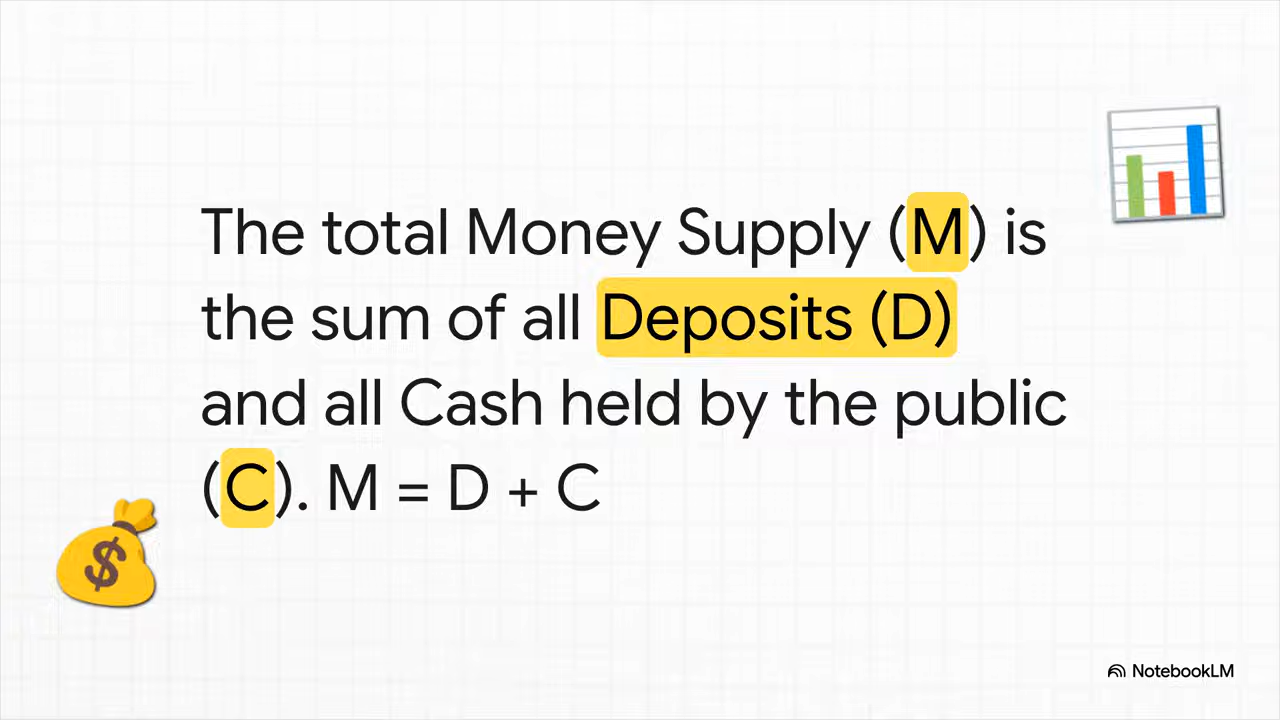 The total Money Supply (M) is
the sum of all Deposits (D)
and all Cash held by the public
(C). M = D + C
$
NotebookLM